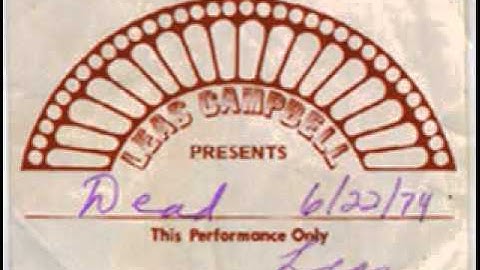 LEAS CAMPBELL
PRESENTS
Dead 6/22/74
This Performance Only